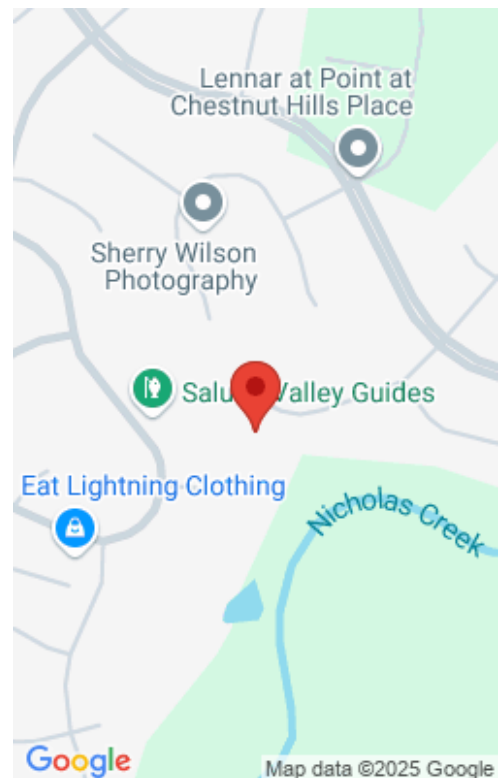 Lennar at Point at
Chestnut Hills Place
Sherry Wilson
Photography
Valley Guides
Eat Lightning Clothing
Nicholas Creek
Google
Map data ©2025 Google